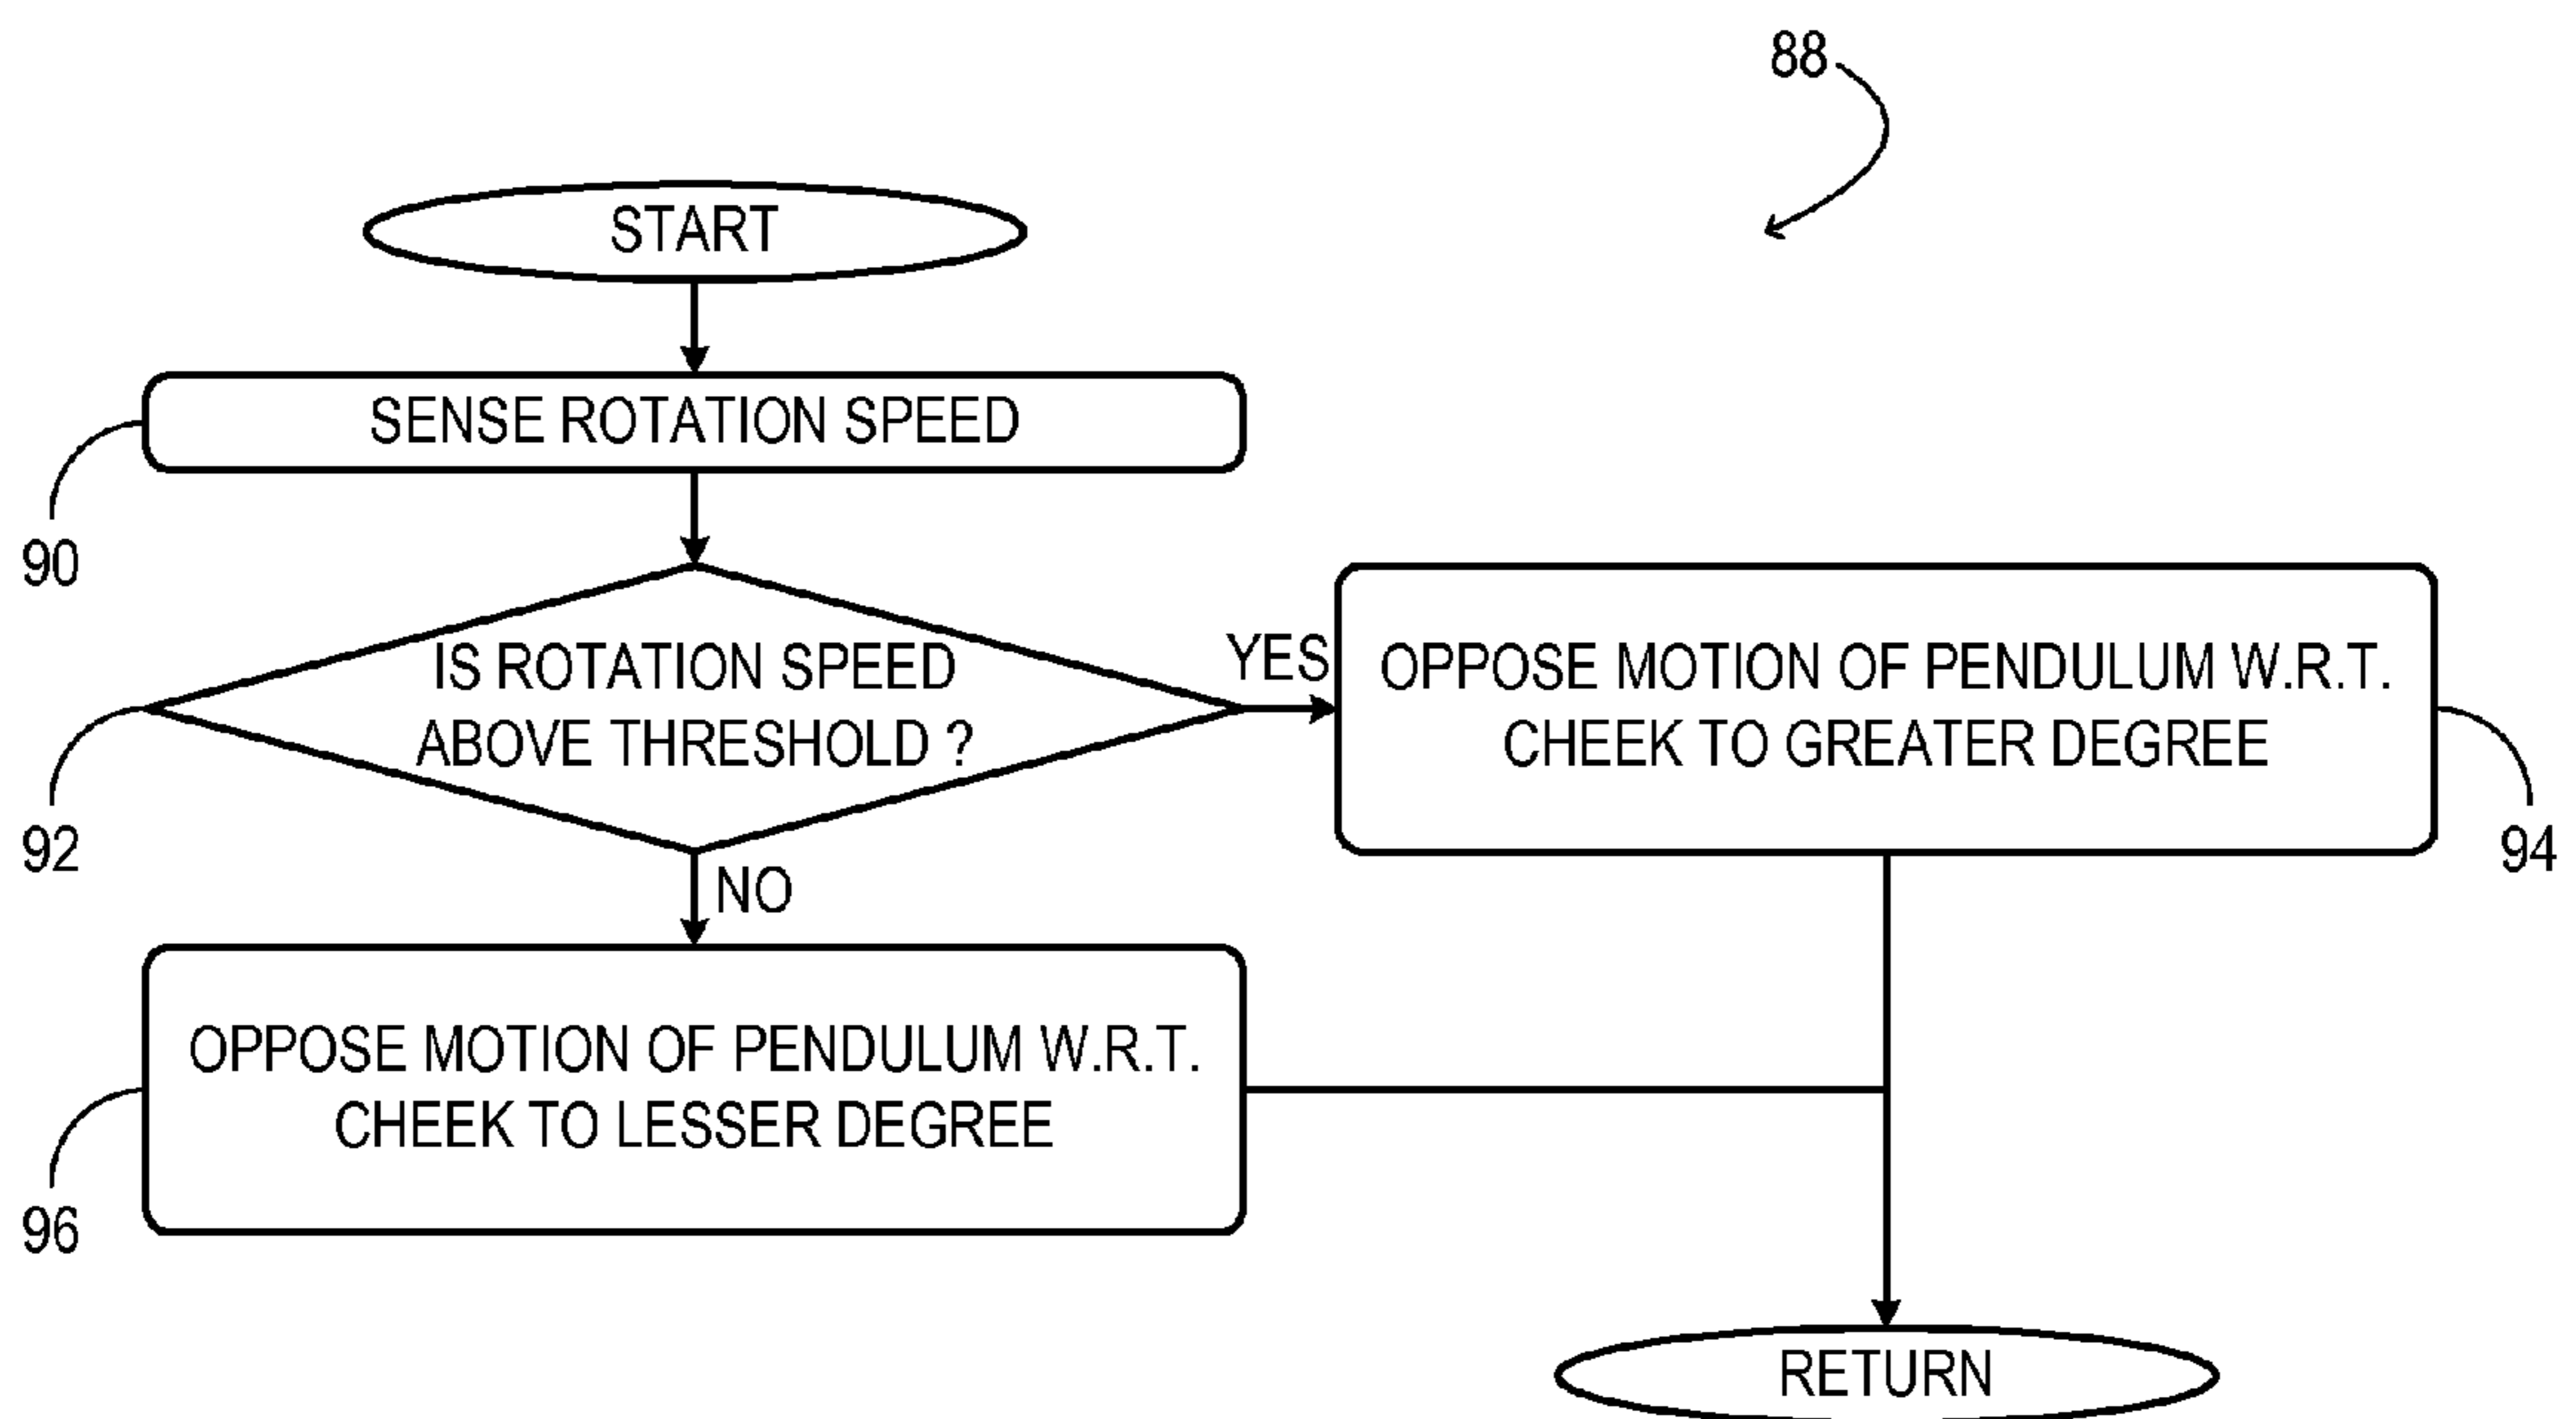 88
START
SENSE ROTATION SPEED
90
IS ROTATION SPEED
ABOVE THRESHOLD ?
92
YES
OPPOSE MOTION OF PENDULUM W.R.T.
CHEEK TO GREATER DEGREE
94
NO
OPPOSE MOTION OF PENDULUM W.R.T.
CHEEK TO LESSER DEGREE
96
RETURN